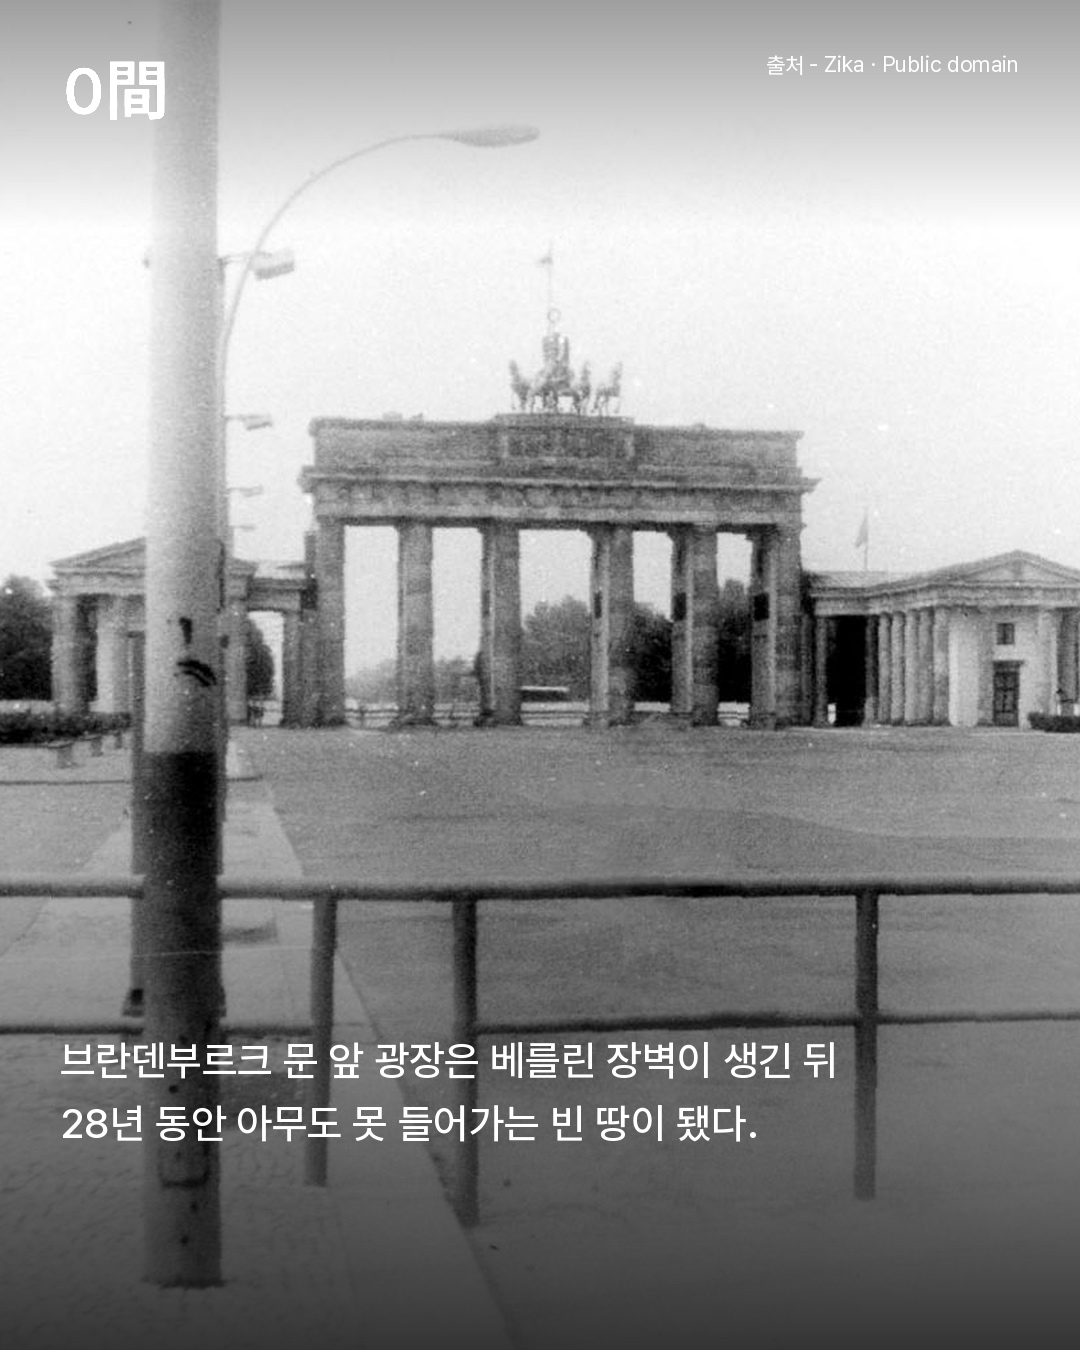 0間
출처 - Zika · Public domain
브란덴부르크 문 앞 광장은 베를린 장벽이 생긴 뒤
28년 동안 아무도 못 들어가는 빈 땅이 됐다.